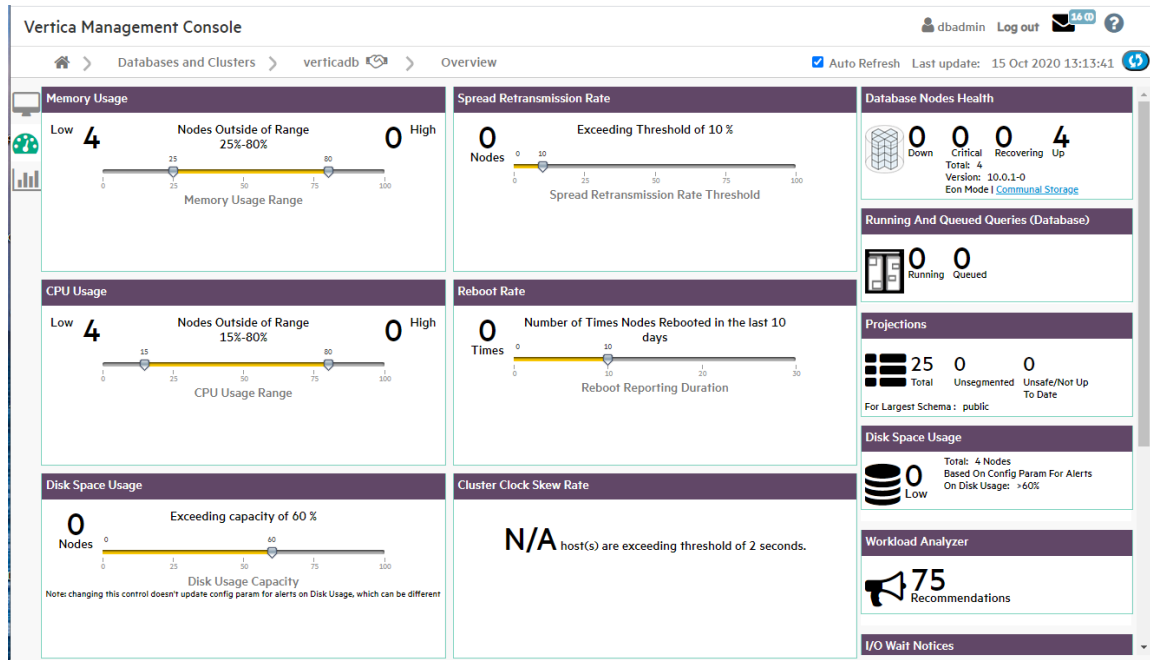 Vertica Management Console
dbadmin Log out 16
Databases and Clusters verticadb Overview
Auto Refresh Last update: 15 Oct 2020 13:13:41
Memory Usage
Low 4 Nodes Outside of Range 0 High
25%-80%
25 80
0 25 50 75 100
Memory Usage Range
Spread Retransmission Rate
0 Exceeding Threshold of 10 %
Nodes 0 10
0 25 50 75 100
Spread Retransmission Rate Threshold
CPU Usage
Low 4 Nodes Outside of Range 0 High
15%-80%
15 80
0 25 50 75 100
CPU Usage Range
Reboot Rate
0 Number of Times Nodes Rebooted in the last 10
days
Times 0 10
0 10 20 30
Reboot Reporting Duration
Disk Space Usage
0 Exceeding capacity of 60 %
Nodes 0 60
0 25 50 75 100
Disk Usage Capacity
Note: changing this control doesn't update config param for alerts on Disk Usage, which can be different
Cluster Clock Skew Rate
N/A host(s) are exceeding threshold of 2 seconds.
Database Nodes Health
0 0 0 4
Down Critical Recovering Up
Total: 4
Version: 10.0.1-0
Eon Mode | Communal Storage
Running And Queued Queries (Database)
0 0
Running Queued
Projections
25 0 0
Total Unsegmented Unsafe/Not Up
To Date
For Largest Schema : public
Disk Space Usage
0 Total: 4 Nodes
Low Based On Config Param For Alerts
On Disk Usage: >60%
Workload Analyzer
75
Recommendations
I/O Wait Notices